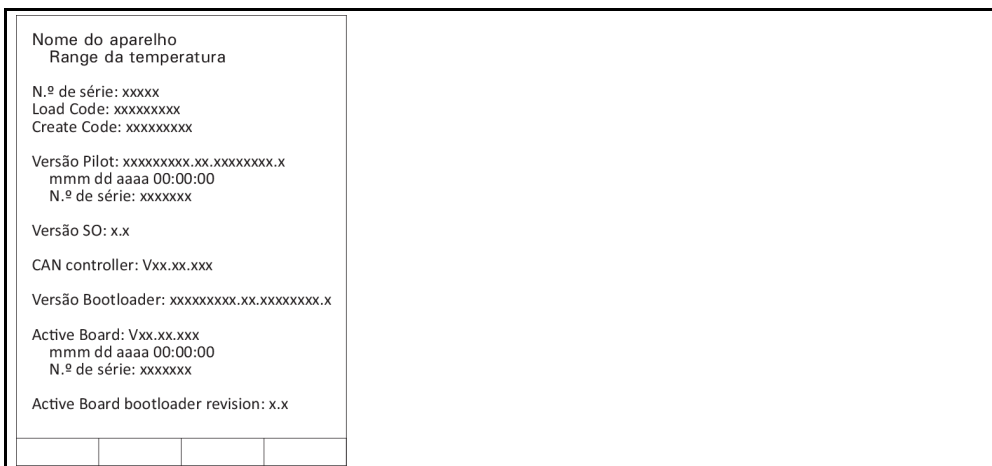 Nome do aparelho
Range da temperatura
N.º de série: xxxxx
Load Code: xxxxxxxxx
Create Code: xxxxxxxxx
Versão Pilot: xxxxxxxxx.xx.xxxxxxxx.x
mmm dd aaaa 00:00:00
N.º de série: xxxxxxx
Versão SO: x.x
CAN controller: Vxx.xx.xxx
Versão Bootloader: xxxxxxxxx.xx.xxxxxxxx.x
Active Board: Vxx.xx.xxx
mmm dd aaaa 00:00:00
N.º de série: xxxxxxx
Active Board bootloader revision: x.x